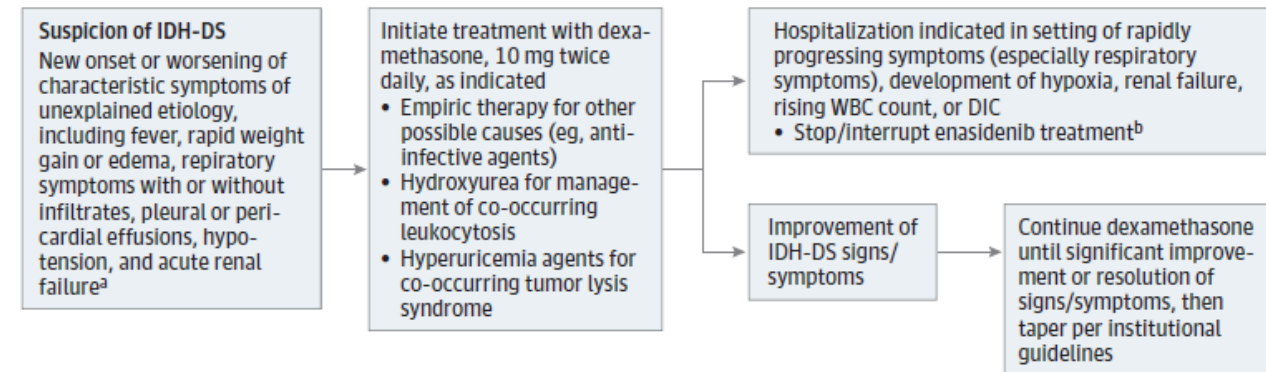 Suspicion of IDH-DS
New onset or worsening of
characteristic symptoms of
unexplained etiology,
including fever, rapid weight
gain or edema, repiratory
symptoms with or without
infiltrates, pleural or peri-
cardial effusions, hypo-
tension, and acute renal
failureᵃ
Initiate treatment with dexa-
methasone, 10 mg twice
daily, as indicated
• Empiric therapy for other
possible causes (eg, anti-
infective agents)
• Hydroxyurea for manage-
ment of co-occurring
leukocytosis
• Hyperuricemia agents for
co-occurring tumor lysis
syndrome
Hospitalization indicated in setting of rapidly
progressing symptoms (especially respiratory
symptoms), development of hypoxia, renal failure,
rising WBC count, or DIC
• Stop/interrupt enasidenib treatmentᵇ
Improvement of
IDH-DS signs/
symptoms
Continue dexamethasone
until significant improve-
ment or resolution of
signs/symptoms, then
taper per institutional
guidelines